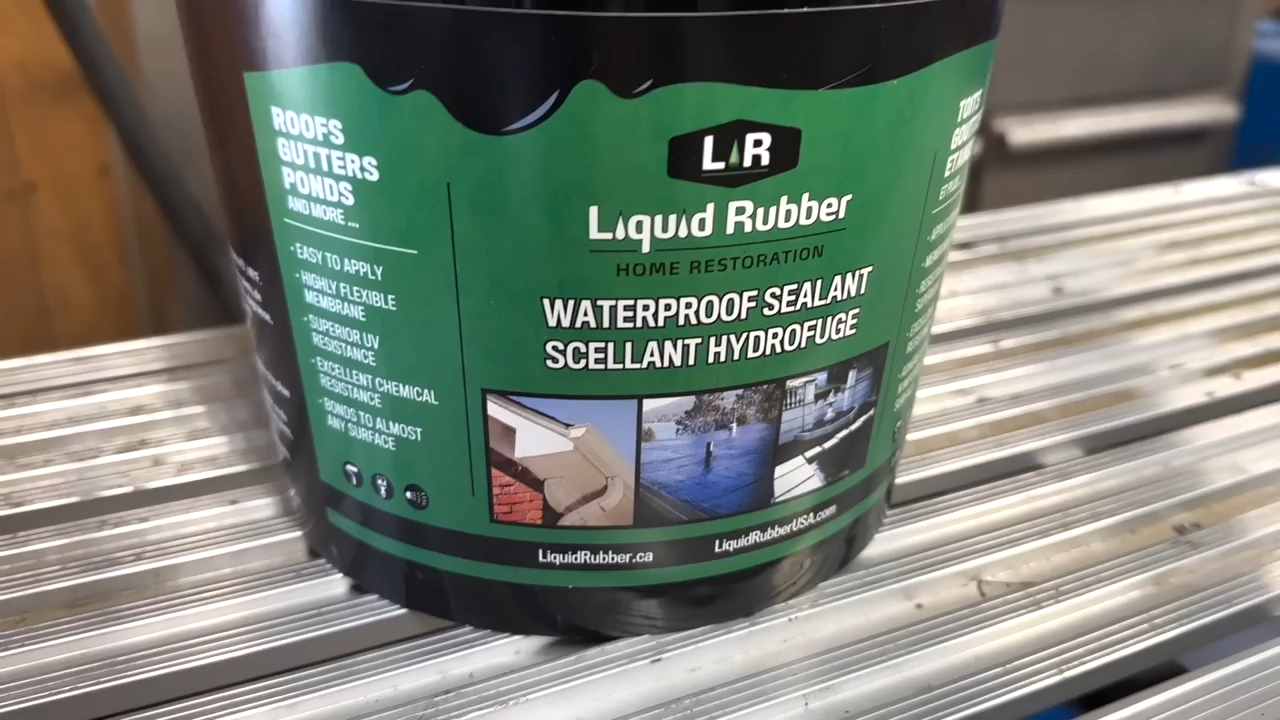 ROOFS
GUTTERS
PONDS
AND MORE ...
· EASY TO APPLY
· HIGHLY FLEXIBLE
MEMBRANE
· SUPERIOR UV
RESISTANCE
· EXCELLENT CHEMICAL
RESISTANCE
· BONDS TO ALMOST
ANY SURFACE
LR
Liquid Rubber
HOME RESTORATION
WATERPROOF SEALANT
SCELLANT HYDROFUGE
LiquidRubber.ca
LiquidRubberUSA.com
TOITS